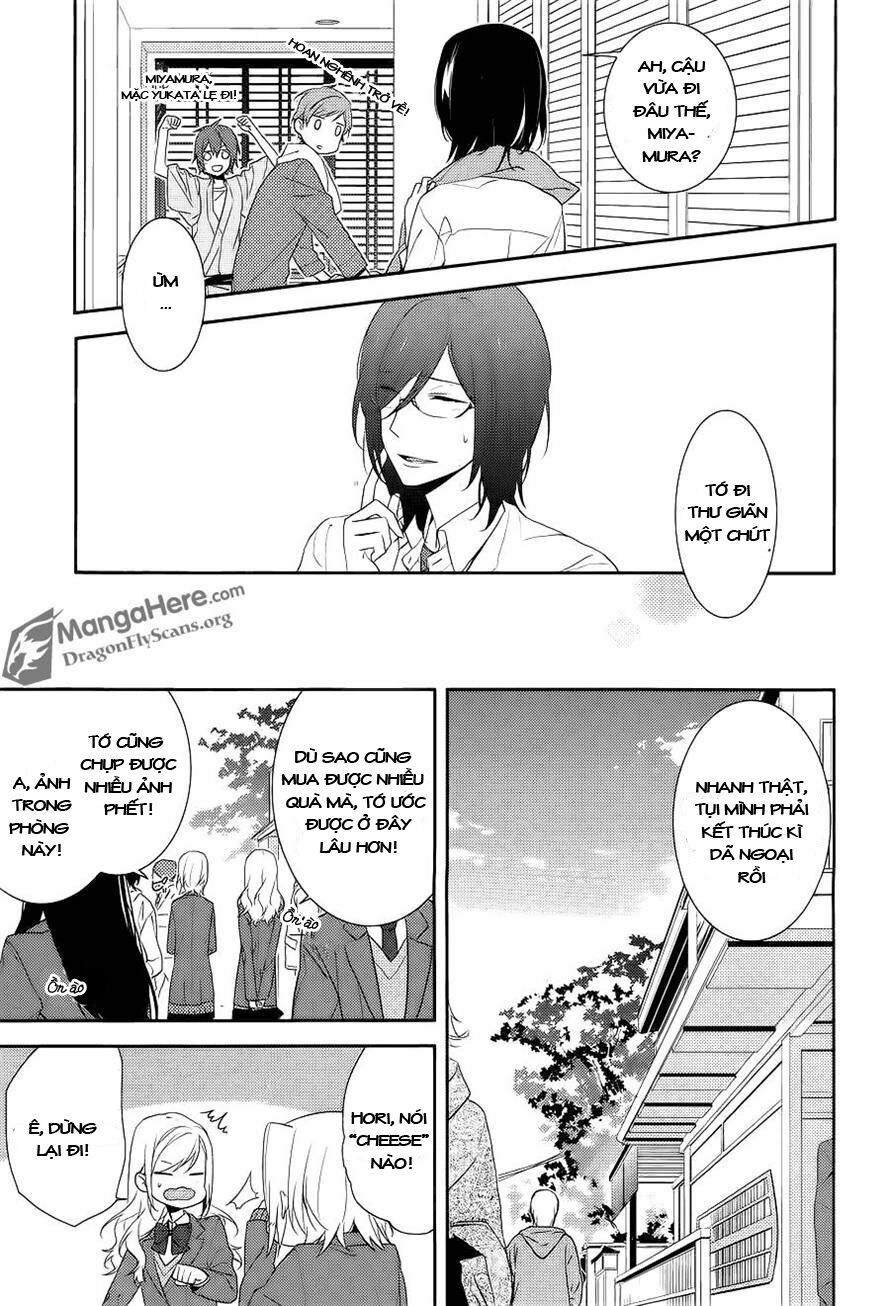 AH, CẬU
VỪA ĐI
ĐÂU THẾ,
MIYA-
MURA?
HOAN NGHÊNH TRỞ VỀ!
MIYAMURA,
MẶC YUKATA LẸ ĐI!
ỪM
...
TỚ ĐI
THƯ GIÃN
MỘT CHÚT
MangaHere.com
DragonFlyScans.org
NHANH THẬT,
TỤI MÌNH PHẢI
KẾT THÚC KÌ
DÃ NGOẠI
RỒI
DÙ SAO CŨNG
MUA ĐƯỢC NHIỀU
QUÀ MÀ, TỚ ƯỚC
ĐƯỢC Ở ĐÂY
LÂU HƠN!
TỚ CŨNG
CHỤP ĐƯỢC
NHIỀU ẢNH
PHẾT!
A, ẢNH
TRONG
PHÒNG
NÀY!
Ồn ào
Ồn ào
HORI, NÓI
“CHEESE”
NÀO!
Ê, DỪNG
LẠI ĐI!